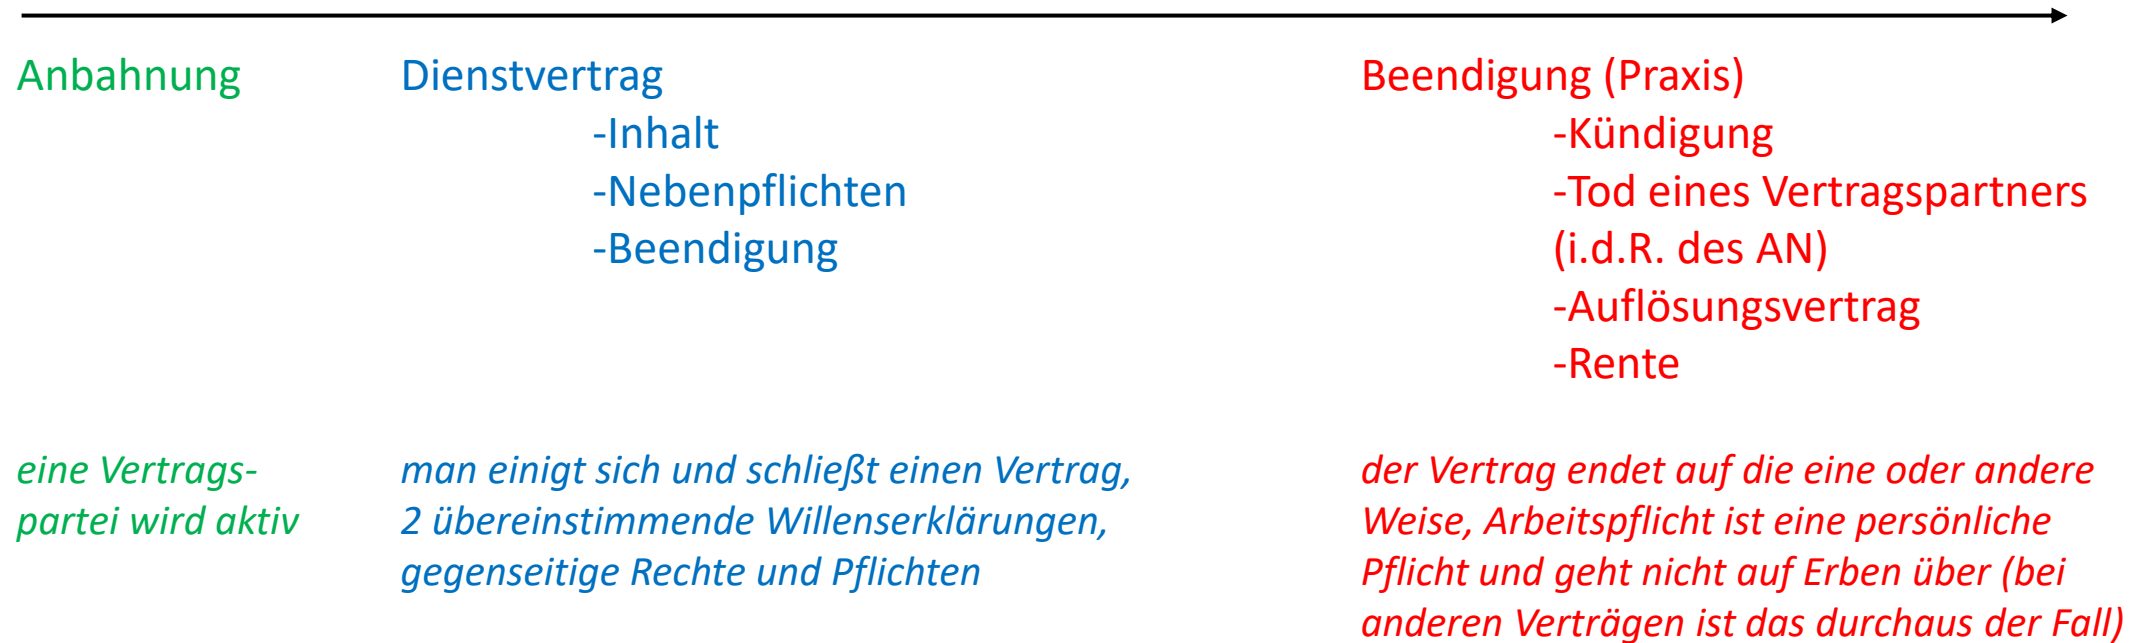 Anbahnung
eine Vertrags-
partei wird aktiv
Dienstvertrag
-Inhalt
-Nebenpflichten
-Beendigung
man einigt sich und schließt einen Vertrag,
2 übereinstimmende Willenserklärungen,
gegenseitige Rechte und Pflichten
Beendigung (Praxis)
-Kündigung
-Tod eines Vertragspartners
(i.d.R. des AN)
-Auflösungsvertrag
-Rente
der Vertrag endet auf die eine oder andere
Weise, Arbeitspflicht ist eine persönliche
Pflicht und geht nicht auf Erben über (bei
anderen Verträgen ist das durchaus der Fall)